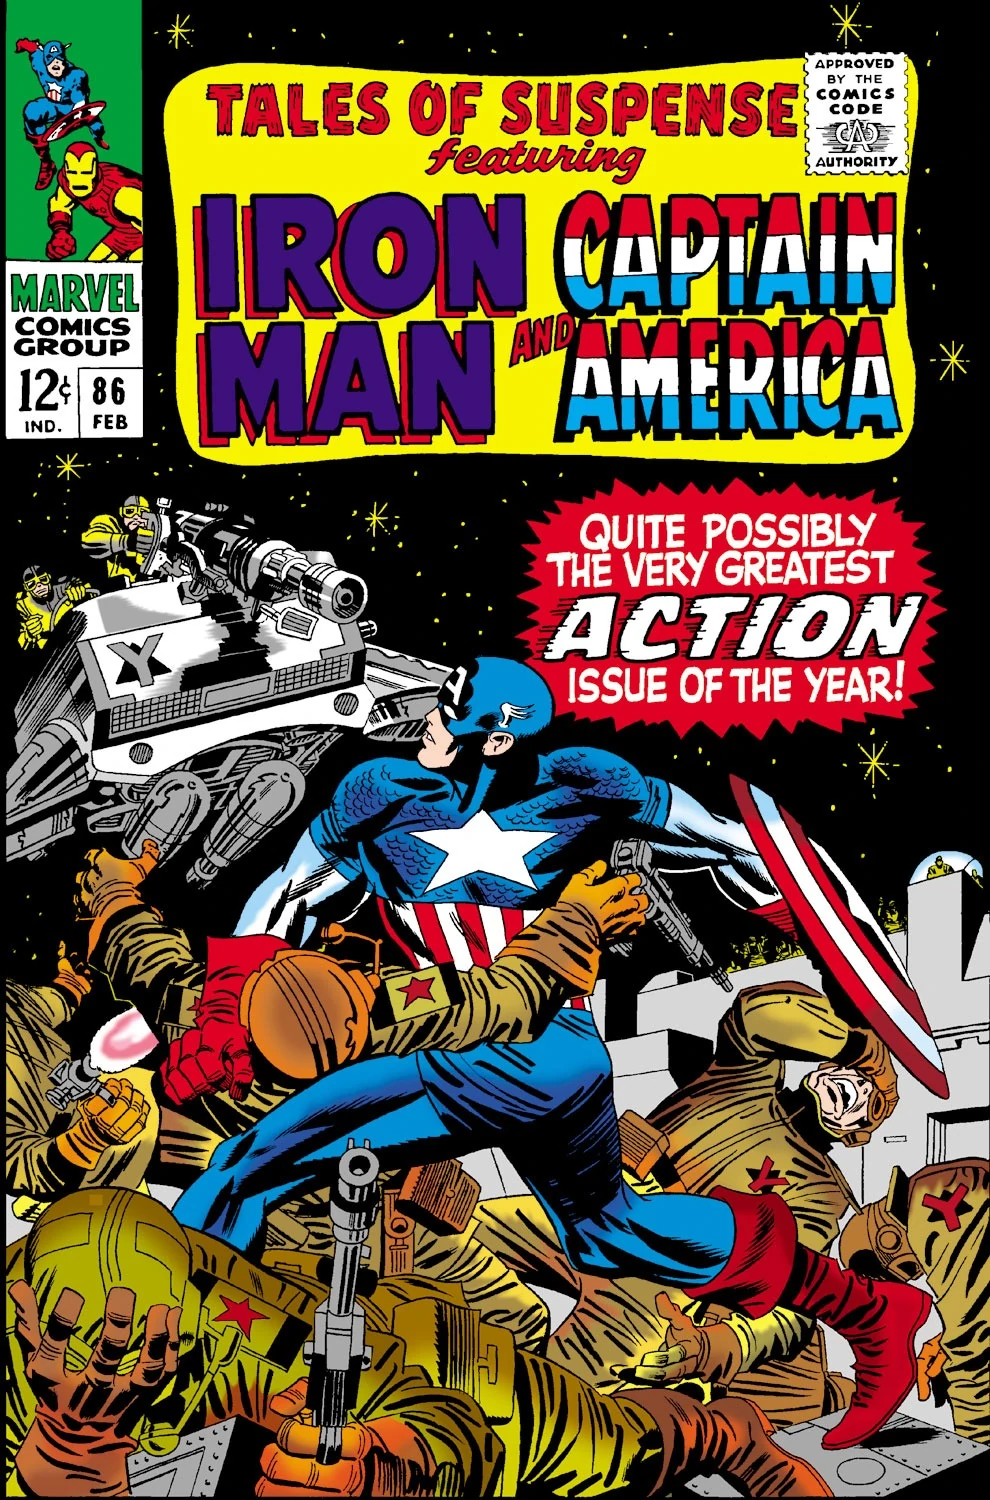 MARVEL
COMICS
GROUP
12¢
IND.
86
FEB
TALES OF SUSPENSE
featuring
IRON
MAN
AND
CAPTAIN
AMERICA
APPROVED
BY THE
COMICS
CODE
CAC
AUTHORITY
QUITE POSSIBLY
THE VERY GREATEST
ACTION
ISSUE OF THE YEAR!
Y
A
Y
Y